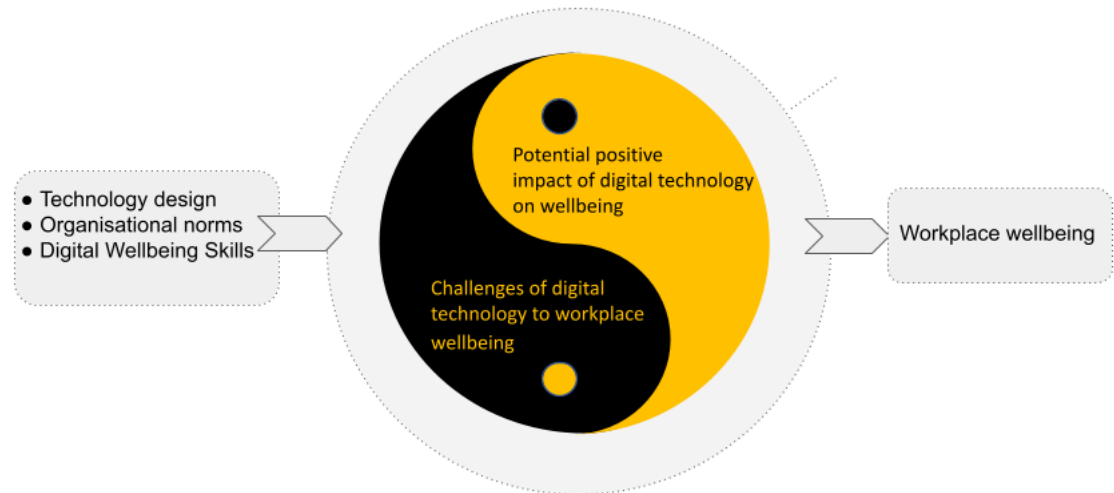 ● Technology design
● Organisational norms
● Digital Wellbeing Skills
Potential positive
impact of digital technology
on wellbeing
Challenges of digital
technology to workplace
wellbeing
Workplace wellbeing